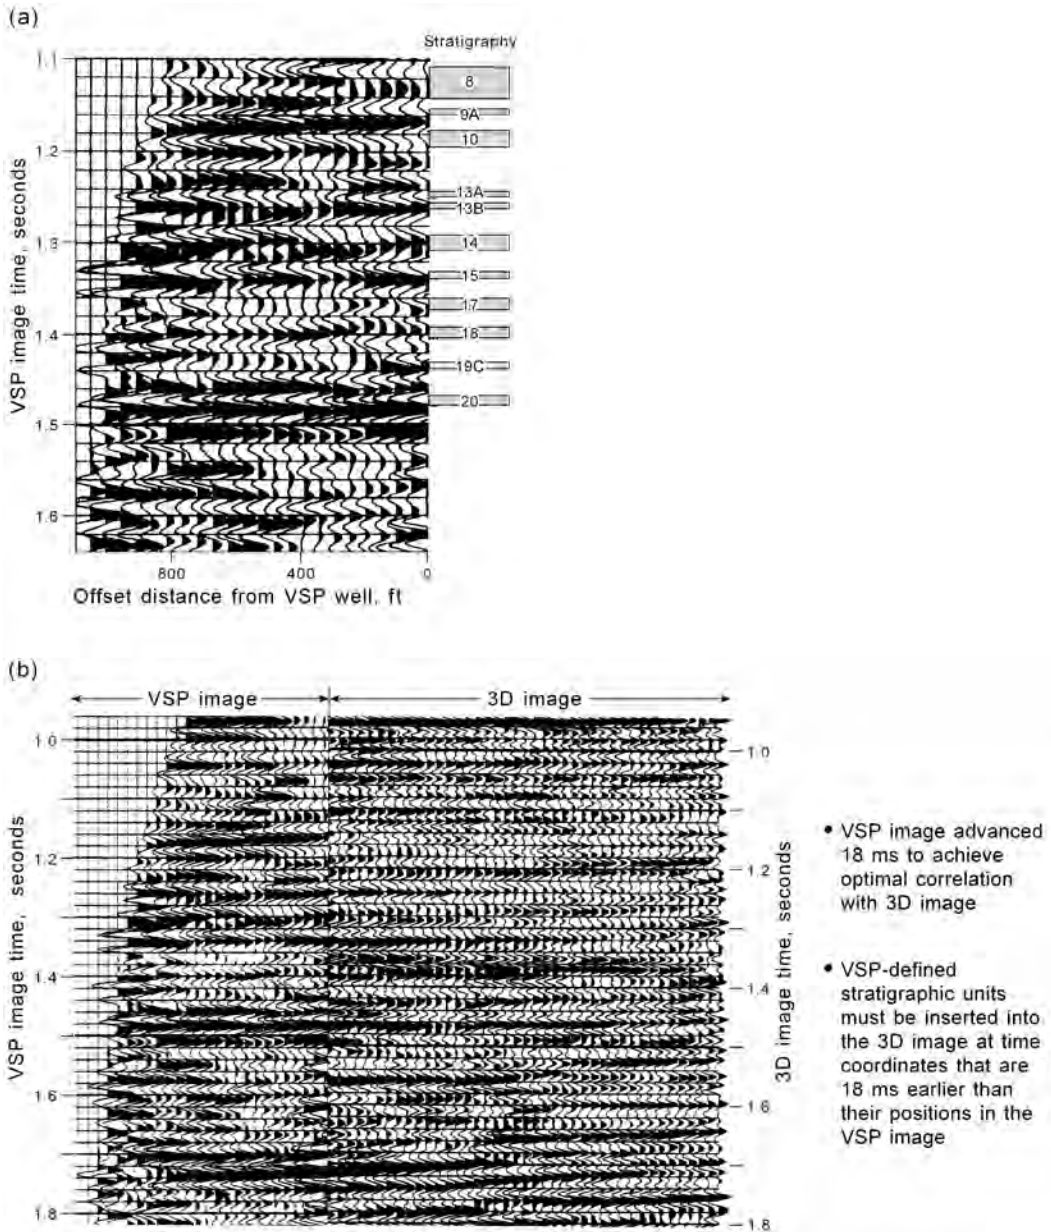 (a)
Stratigraphy
1.1
1.2
1.3
1.4
1.5
1.6
8
9A
10
13A
13B
14
15
17
18
19C
20
VSP image time, seconds
800
400
0
Offset distance from VSP well, ft
(b)
VSP image
3D image
1.0
1.2
1.4
1.6
1.8
VSP image time, seconds
1.0
1.2
1.4
1.6
1.8
3D image time, seconds
• VSP image advanced
18 ms to achieve
optimal correlation
with 3D image
• VSP-defined
stratigraphic units
must be inserted into
the 3D image at time
coordinates that are
18 ms earlier than
their positions in the
VSP image